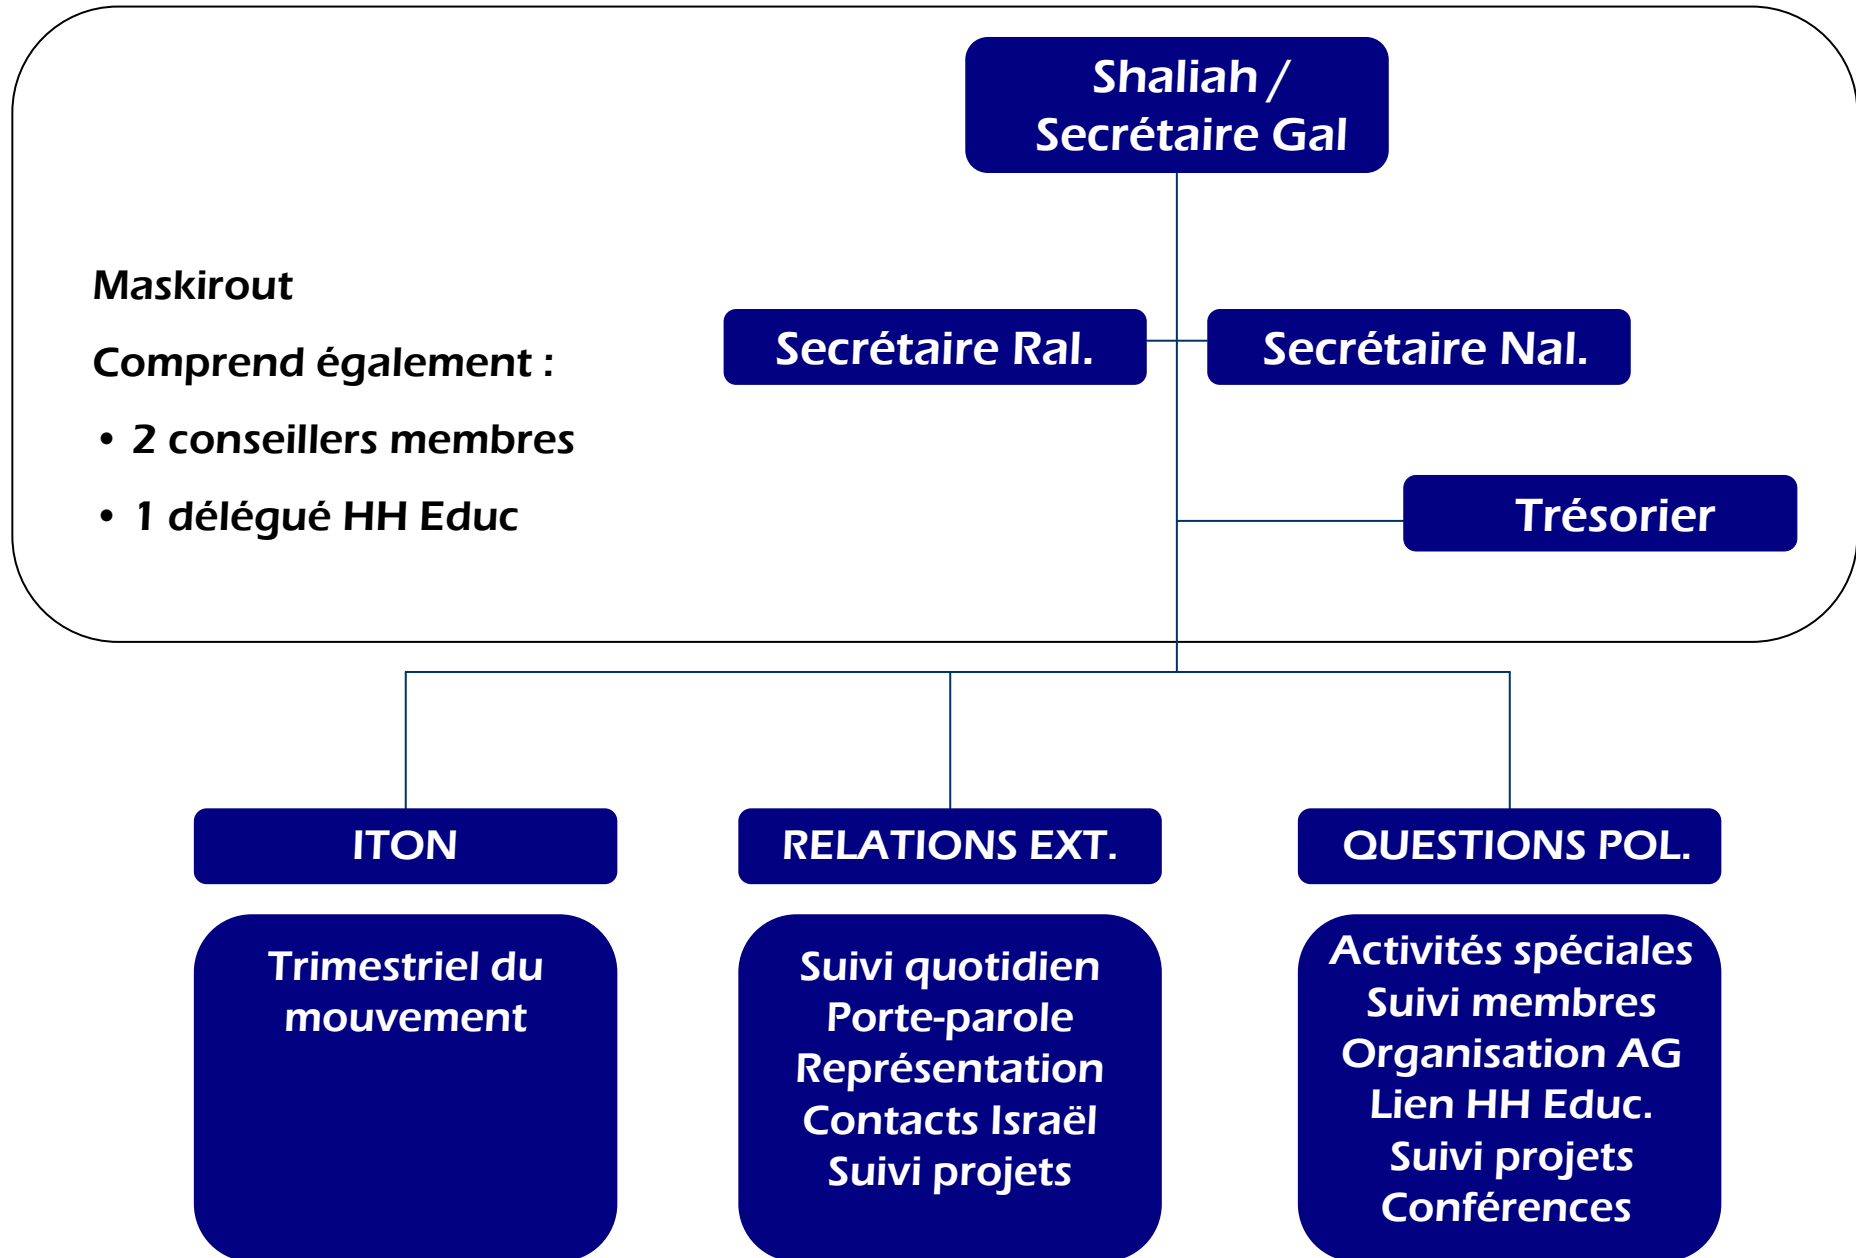 Shaliah /
Secrétaire Gal
Maskirout
Comprend également :
• 2 conseillers membres
• 1 délégué HH Educ
Secrétaire Ral.
Secrétaire Nal.
Trésorier
ITON
Trimestriel du
mouvement
RELATIONS EXT.
Suivi quotidien
Porte-parole
Représentation
Contacts Israël
Suivi projets
QUESTIONS POL.
Activités spéciales
Suivi membres
Organisation AG
Lien HH Educ.
Suivi projets
Conférences